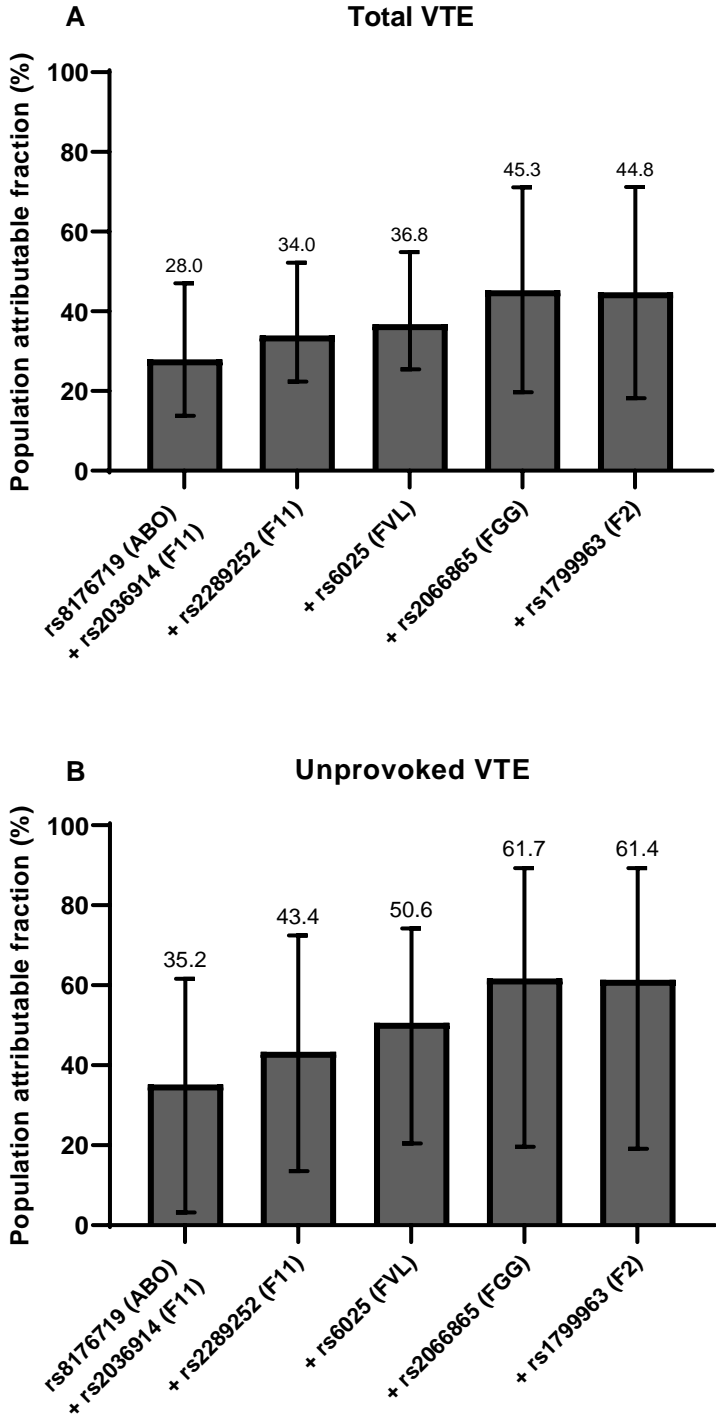 A
Total VTE
Population attributable fraction (%)
100
80
60
40
20
0
28.0
34.0
36.8
45.3
44.8
rs8176719 (ABO)
+ rs2036914 (F11)
+ rs2289252 (F11)
+ rs6025 (FVL)
+ rs2066865 (FGG)
+ rs1799963 (F2)
B
Unprovoked VTE
Population attributable fraction (%)
100
80
60
40
20
0
35.2
43.4
50.6
61.7
61.4
rs8176719 (ABO)
+ rs2036914 (F11)
+ rs2289252 (F11)
+ rs6025 (FVL)
+ rs2066865 (FGG)
+ rs1799963 (F2)